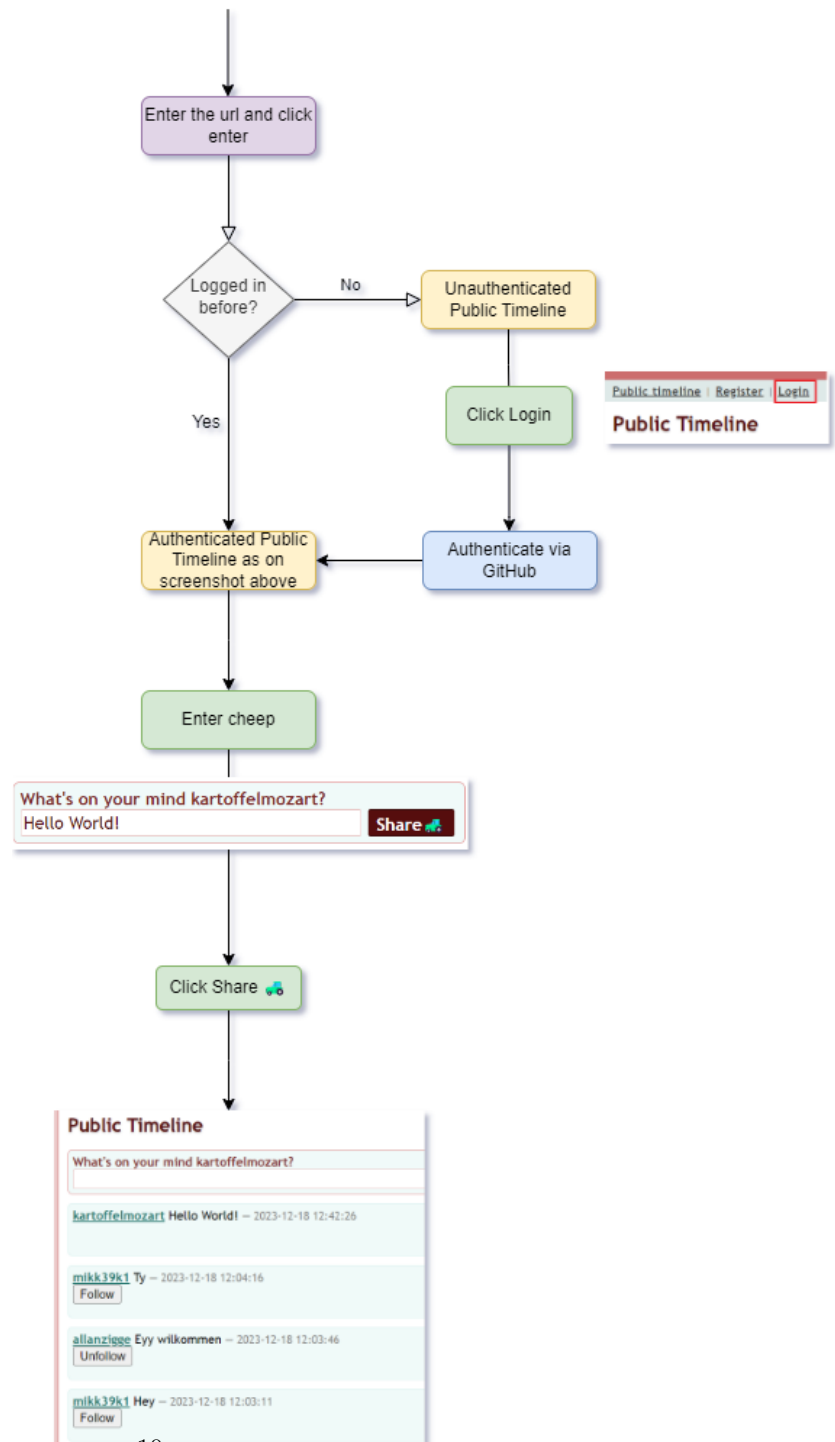 Enter the url and click
enter
Logged in
before?
No
Unauthenticated
Public Timeline
Click Login
Public timeline | Register | Login
Public Timeline
Yes
Authenticated Public
Timeline as on
screenshot above
Authenticate via
GitHub
Enter cheep
What's on your mind kartoffelmozart?
Hello World!
Share
Click Share
Public Timeline
What's on your mind kartoffelmozart?
kartoffelmozart Hello World! — 2023-12-18 12:42:26
mikk39k1 Ty — 2023-12-18 12:04:16
Follow
allanzigge Eyy wilkommen — 2023-12-18 12:03:46
Unfollow
mikk39k1 Hey — 2023-12-18 12:03:11
Follow